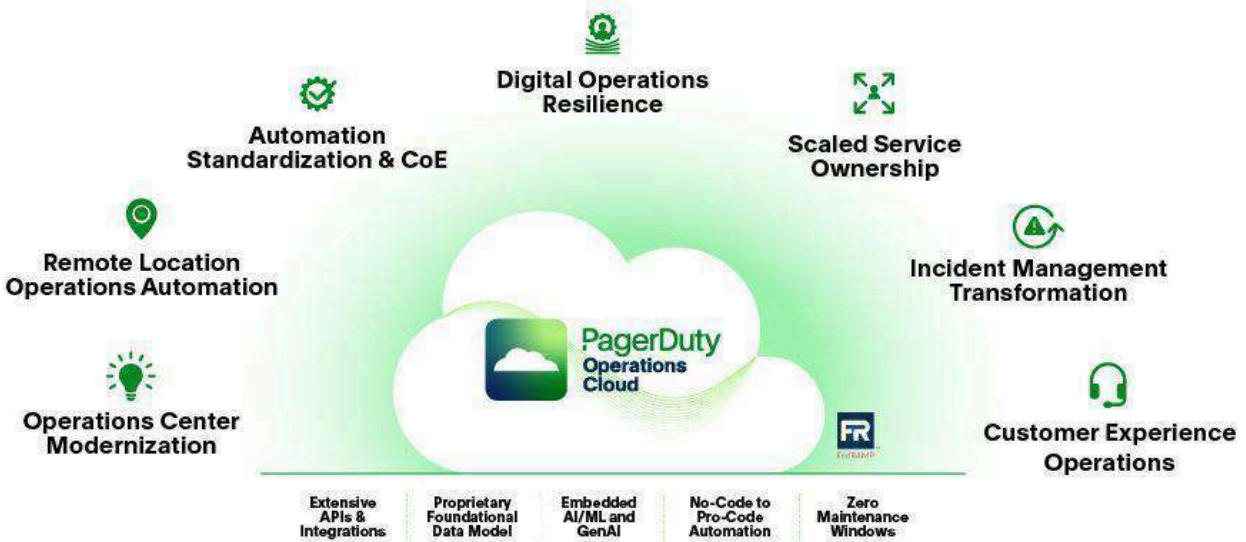 Digital Operations
Resilience
Automation
Standardization & CoE
Scaled Service
Ownership
Remote Location
Operations Automation
Incident Management
Transformation
Operations Center
Modernization
Customer Experience
Operations
PagerDuty
Operations
Cloud
FR
FedRAMP
Extensive
APIs &
Integrations
Proprietary
Foundational
Data Model
Embedded
AI/ML and
GenAI
No-Code to
Pro-Code
Automation
Zero
Maintenance
Windows